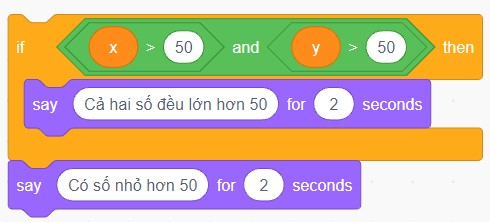 if x > 50 and y > 50 then
say Cả hai số đều lớn hơn 50 for 2 seconds
say Có số nhỏ hơn 50 for 2 seconds